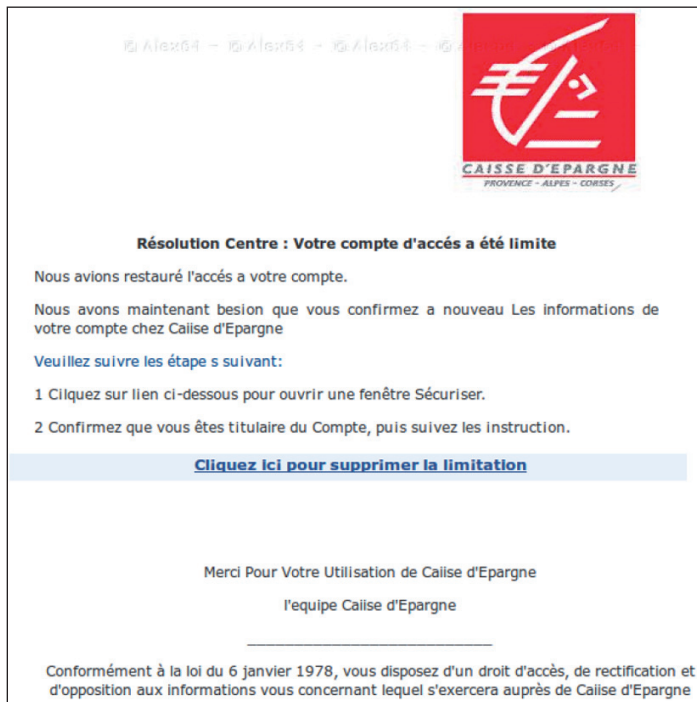 © Alex64 - © Alex64 - © Alex64 - ©
CAISSE D'EPARGNE
PROVENCE - ALPES - CORSES
Résolution Centre : Votre compte d'accés a été limite
Nous avions restauré l'accés a votre compte.
Nous avons maintenant besion que vous confirmez a nouveau Les informations de
votre compte chez Caiise d'Epargne
Veuillez suivre les étape s suivant:
1 Cilquez sur lien ci-dessous pour ouvrir une fenêtre Sécuriser.
2 Confirmez que vous êtes titulaire du Compte, puis suivez les instruction.
Cliquez ici pour supprimer la limitation
Merci Pour Votre Utilisation de Caiise d'Epargne
l'equipe Caiise d'Epargne
Conformément à la loi du 6 janvier 1978, vous disposez d'un droit d'accès, de rectification et
d'opposition aux informations vous concernant lequel s'exercera auprès de Caiise d'Epargne